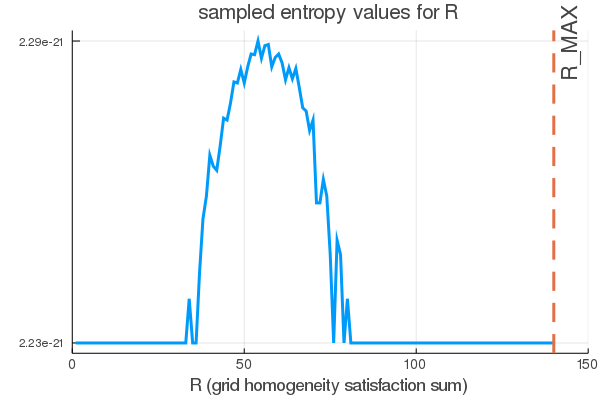 sampled entropy values for R
2.29e-21
R_MAX
2.23e-21
0
50
100
150
R (grid homogeneity satisfaction sum)